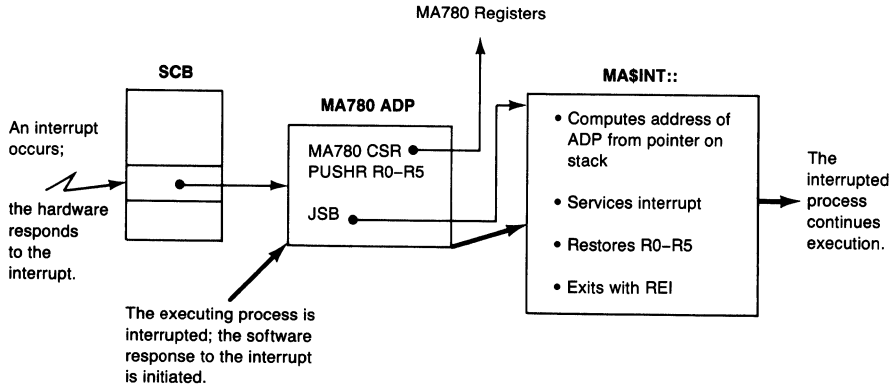 MA780 Registers
SCB
MA780 ADP
MA$INT::
An interrupt
occurs;
the hardware
responds
to the
interrupt.
MA780 CSR
PUSHR R0–R5
JSB
The executing process is
interrupted; the software
response to the interrupt
is initiated.
• Computes address of
ADP from pointer on
stack
• Services interrupt
• Restores R0–R5
• Exits with REI
The
interrupted
process
continues
execution.